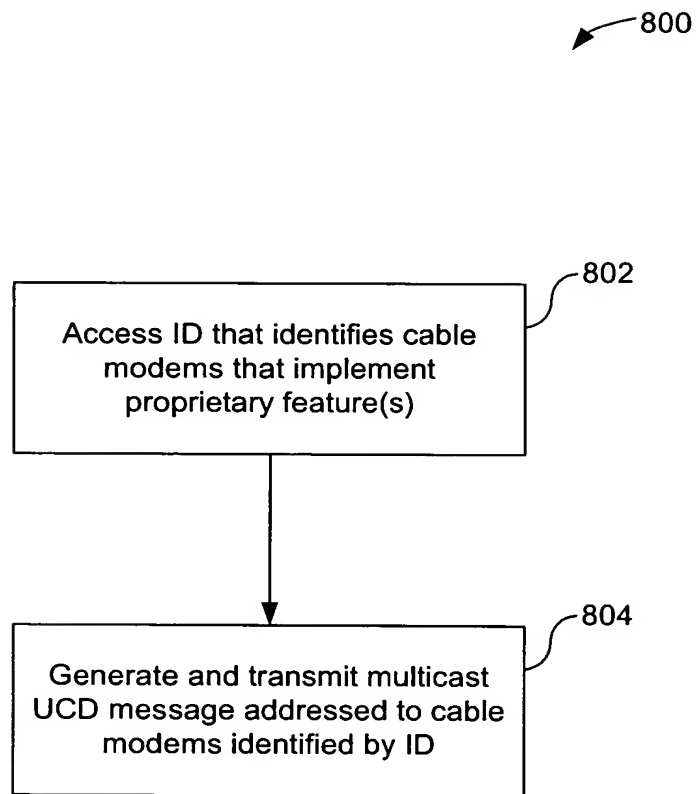 800
802
Access ID that identifies cable
modems that implement
proprietary feature(s)
804
Generate and transmit multicast
UCD message addressed to cable
modems identified by ID